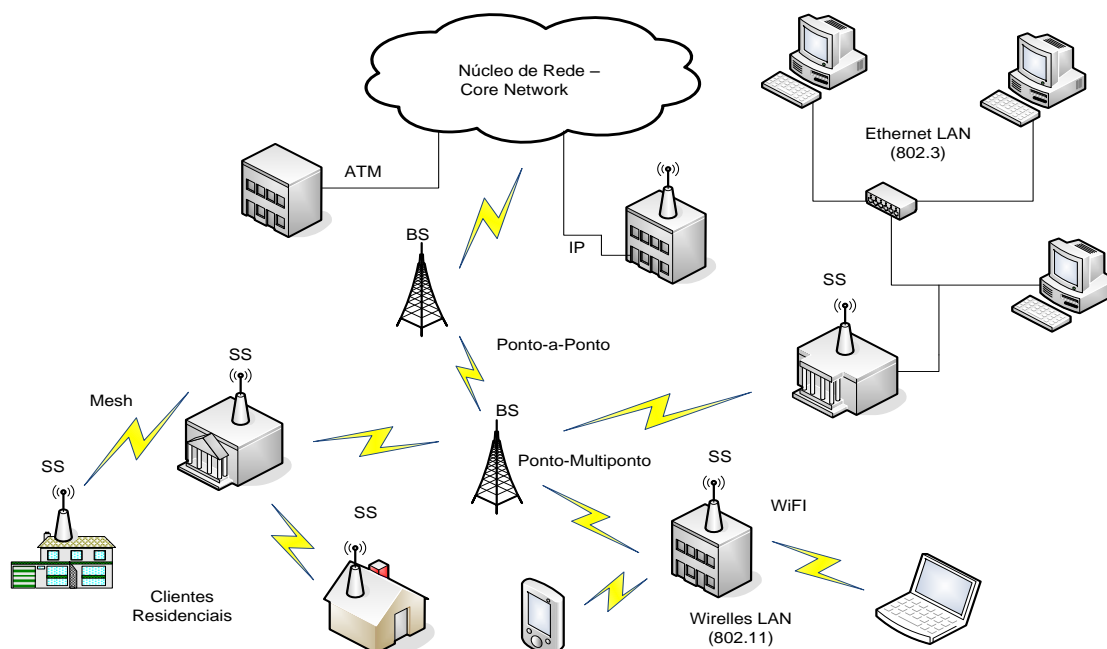 Núcleo de Rede –
Core Network
Ethernet LAN
(802.3)
ATM
BS
IP
SS
Ponto-a-Ponto
SS
Mesh
BS
Ponto-Multiponto
SS
SS
WiFI
SS
Clientes
Residenciais
Wirelles LAN
(802.11)